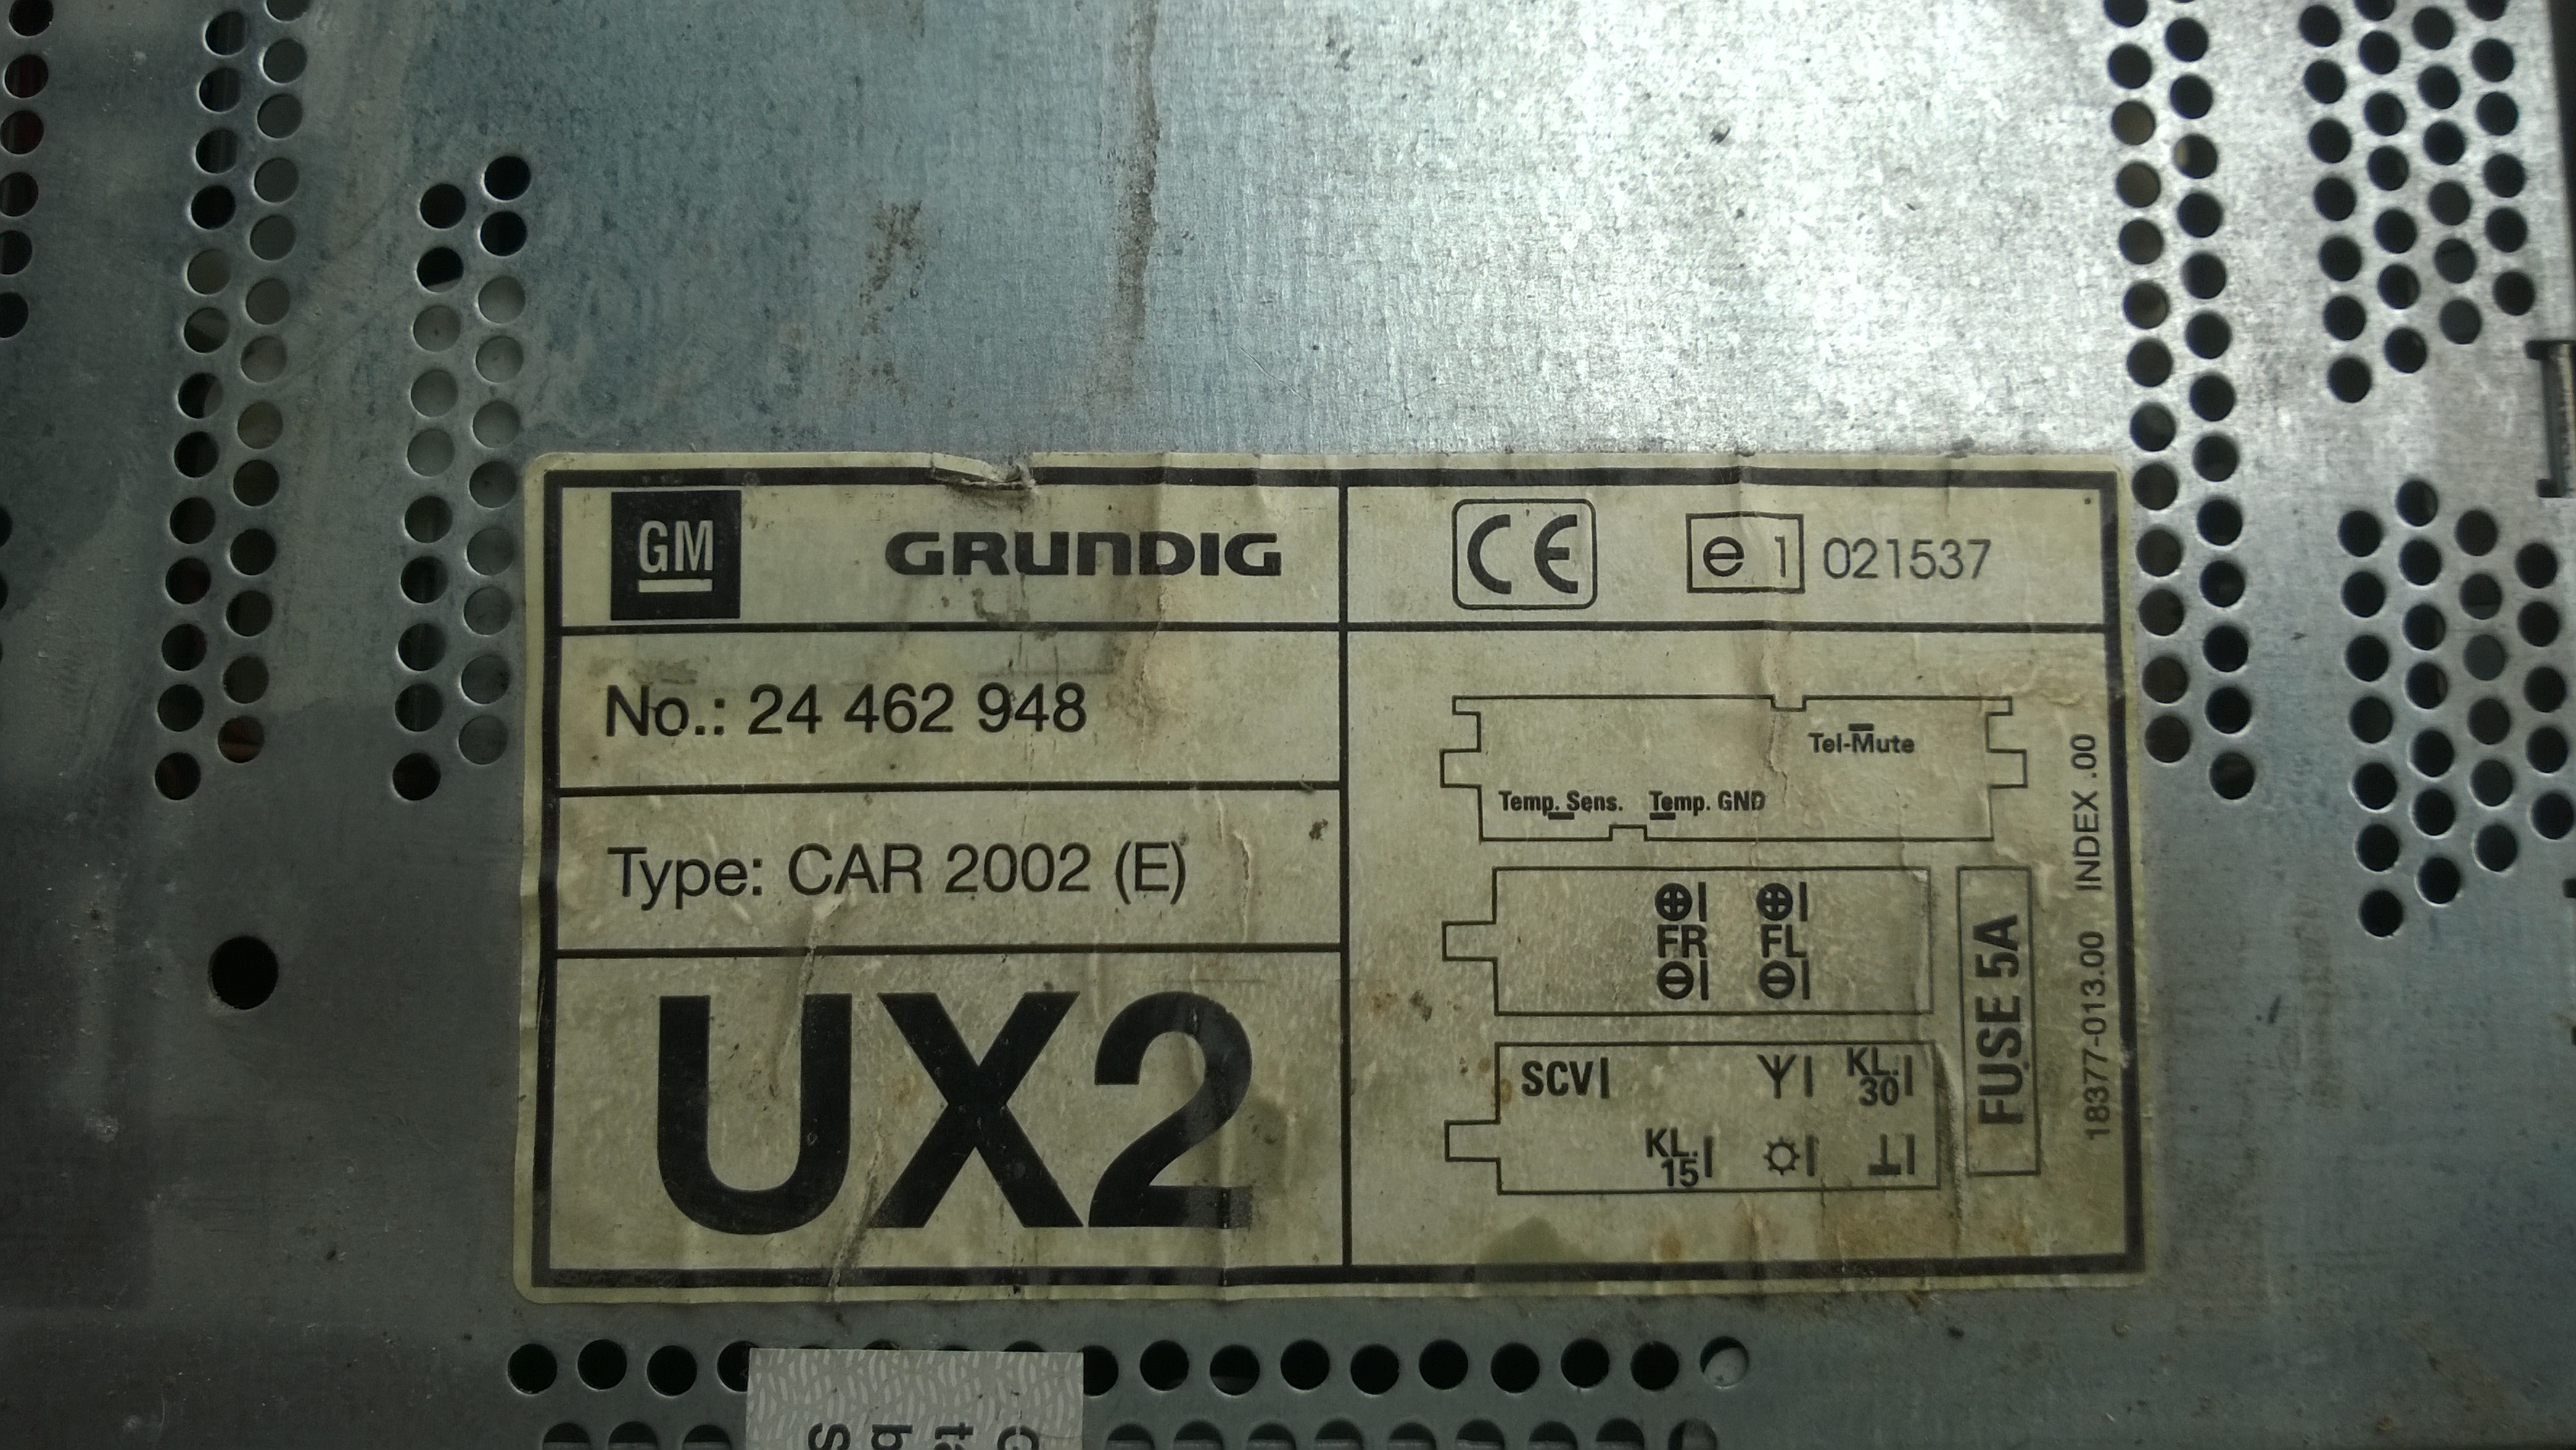 GM
GRUNDIG
CE
e 1 021537
No.: 24 462 948
Type: CAR 2002 (E)
UX2
Tel-Mute
Temp. Sens. Temp. GND
FR FL
SCV KL. 30
KL. 15
FUSE 5A
18377-013.00 INDEX .00